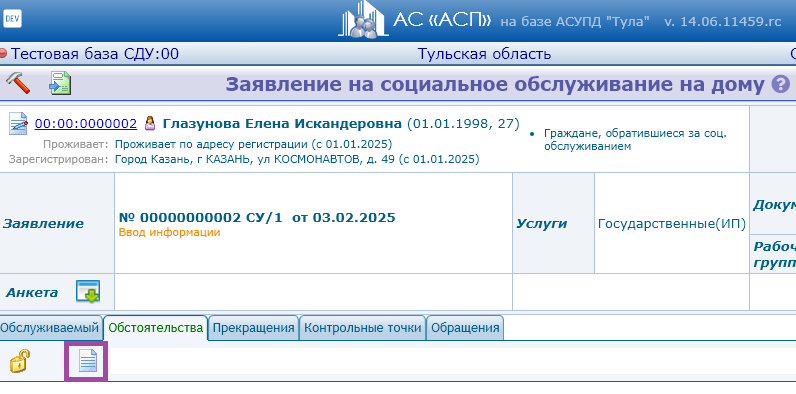 DEV
АС «АСП» на базе АСУПД "Тула" v. 14.06.11459.rc
Тестовая база СДУ:00 Тульская область
Заявление на социальное обслуживание на дому ?
00:00:0000002 Глазунова Елена Искандеровна (01.01.1998, 27)
Проживает: Проживает по адресу регистрации (с 01.01.2025)
Зарегистрирован: Город Казань, г КАЗАНЬ, ул КОСМОНАВТОВ, д. 49 (с 01.01.2025)
• Граждане, обратившиеся за соц.
обслуживанием
Заявление
№ 00000000002 СУ/1 от 03.02.2025
Ввод информации
Услуги
Государственные(ИП)
Докум
Рабоч
групп
Анкета
Обслуживаемый Обстоятельства Прекращения Контрольные точки Обращения